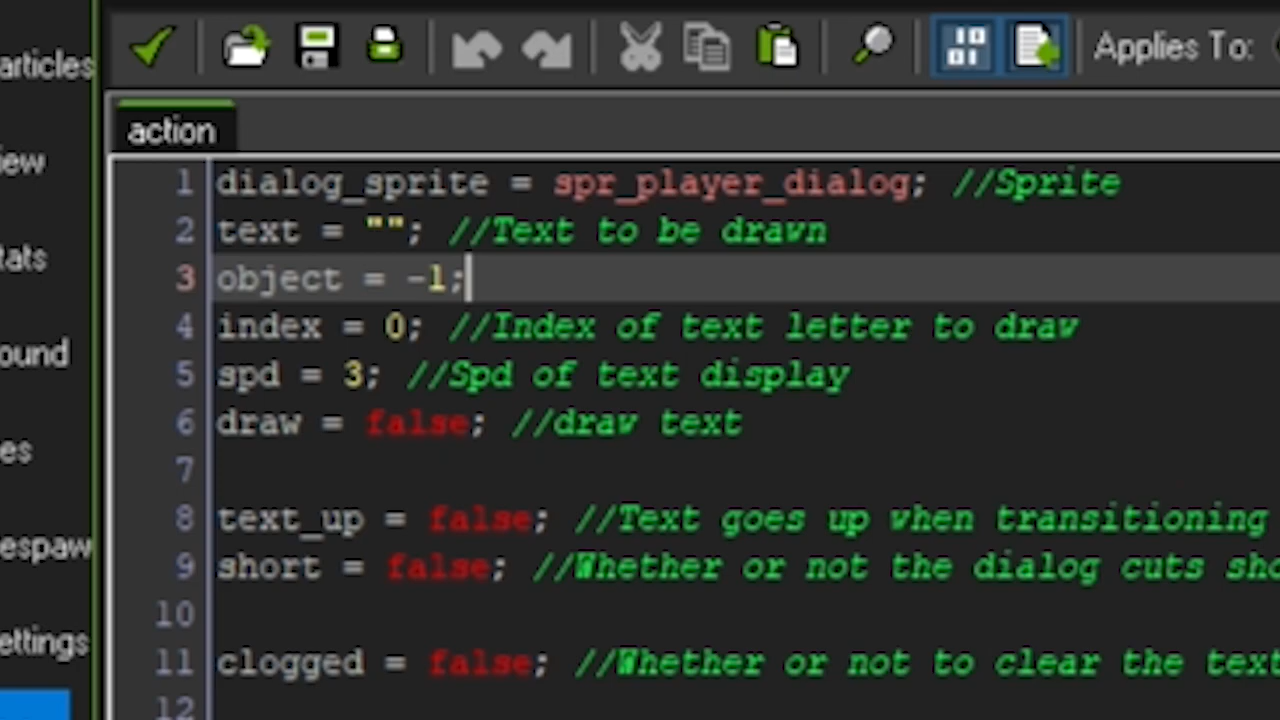 Applies To:
articles
iew
tats
ound
es
espaw
ettings
action
1 dialog_sprite = spr_player_dialog; //Sprite
2 text = ""; //Text to be drawn
3 object = -1;
4 index = 0; //Index of text letter to draw
5 spd = 3; //Spd of text display
6 draw = false; //draw text
7
8 text_up = false; //Text goes up when transitioning
9 short = false; //Whether or not the dialog cuts sho
10
11 clogged = false; //Whether or not to clear the text
12